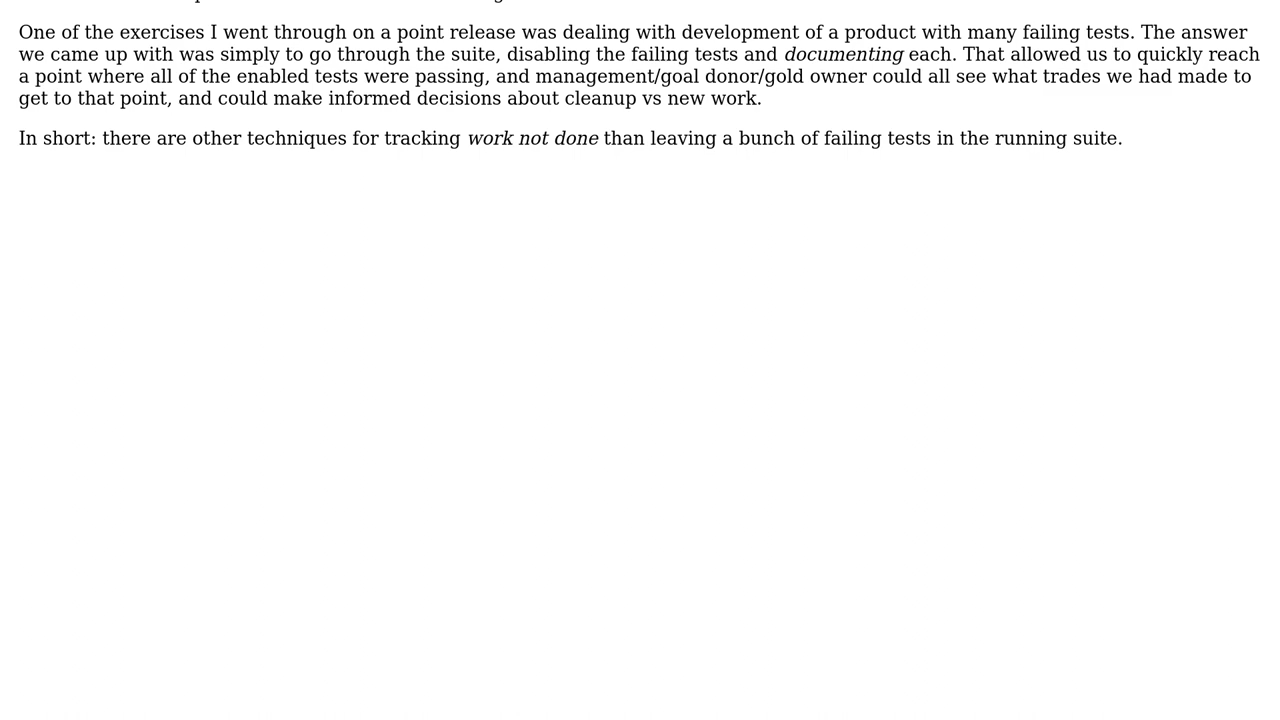 One of the exercises I went through on a point release was dealing with development of a product with many failing tests. The answer
we came up with was simply to go through the suite, disabling the failing tests and documenting each. That allowed us to quickly reach
a point where all of the enabled tests were passing, and management/goal donor/gold owner could all see what trades we had made to
get to that point, and could make informed decisions about cleanup vs new work.
In short: there are other techniques for tracking work not done than leaving a bunch of failing tests in the running suite.